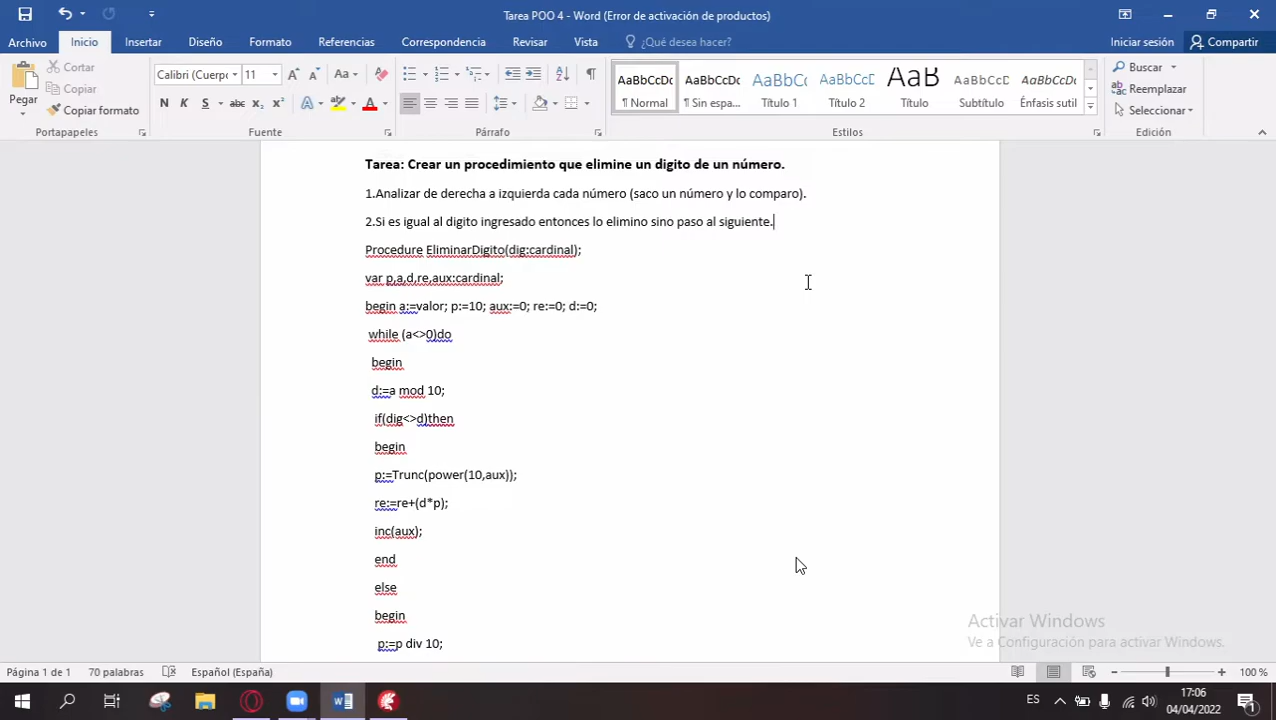 Tarea POO 4 - Word (Error de activación de productos)
Archivo Inicio Insertar Diseño Formato Referencias Correspondencia Revisar Vista ¿Qué desea hacer? Iniciar sesión Compartir
Pegar
Cortar
Copiar
Copiar formato
Portapapeles
Calibri (Cuerpo 11
Aa
N K S abc x₂ x²
Fuente
Párrafo
AaBbCcDc AaBbCcDc AaBbCc AaBbCcE AaB AaBbCcD AaBbCcDc
¶ Normal ¶ Sin espa... Título 1 Título 2 Título Subtítulo Énfasis sutil
Estilos
Buscar
Reemplazar
Seleccionar
Edición
Tarea: Crear un procedimiento que elimine un digito de un número.
1.Analizar de derecha a izquierda cada número (saco un número y lo comparo).
2.Si es igual al digito ingresado entonces lo elimino sino paso al siguiente.
Procedure EliminarDigito(dig:cardinal);
var p,a,d,re,aux:cardinal;
begin a:=valor; p:=10; aux:=0; re:=0; d:=0;
while (a<>0)do
begin
d:=a mod 10;
if(dig<>d)then
begin
p:=Trunc(power(10,aux));
re:=re+(d*p);
inc(aux);
end
else
begin
p:=p div 10;
Activar Windows
Ve a Configuración para activar Windows.
Página 1 de 1 70 palabras Español (España) 100 %
ES 17:06
04/04/2022
1